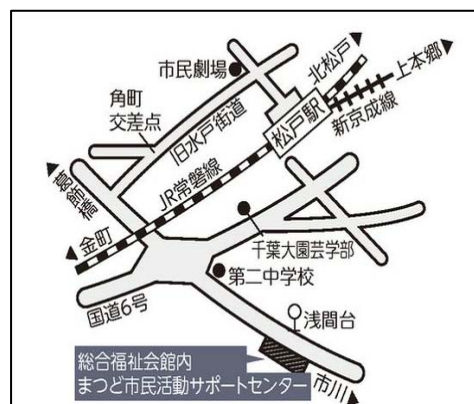 市民劇場
北松戸
上本郷
角町
交差点
旧水戸街道
松戸駅
新京成線
葛飾橋
JR常磐線
金町
千葉大園芸学部
第二中学校
国道6号
浅間台
総合福祉会館内
まつど市民活動サポートセンター
市川